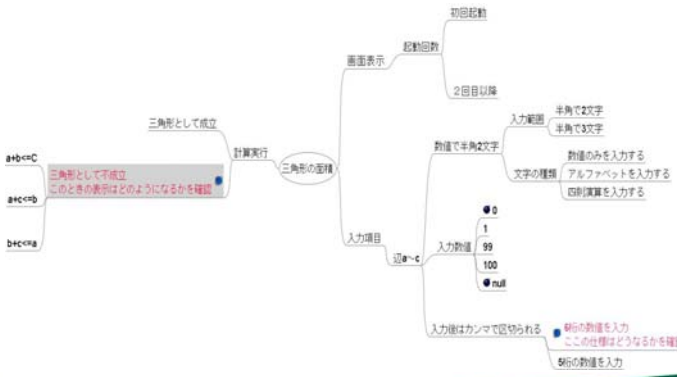 初回起動
起動回数
画面表示
2回目以降
三角形として成立
計算実行
三角形の面積
a+b<=C
三角形として不成立
このときの表示はどのようになるかを確認
a+c<=b
b+c<=a
入力項目
辺a～c
数値で半角2文字
入力範囲
半角で2文字
半角で3文字
文字の種類
数値のみを入力する
アルファベットを入力する
四則演算を入力する
入力数値
0
1
99
100
null
入力後はカンマで区切られる
6桁の数値を入力
ここの仕様はどうなるかを確認
5桁の数値を入力